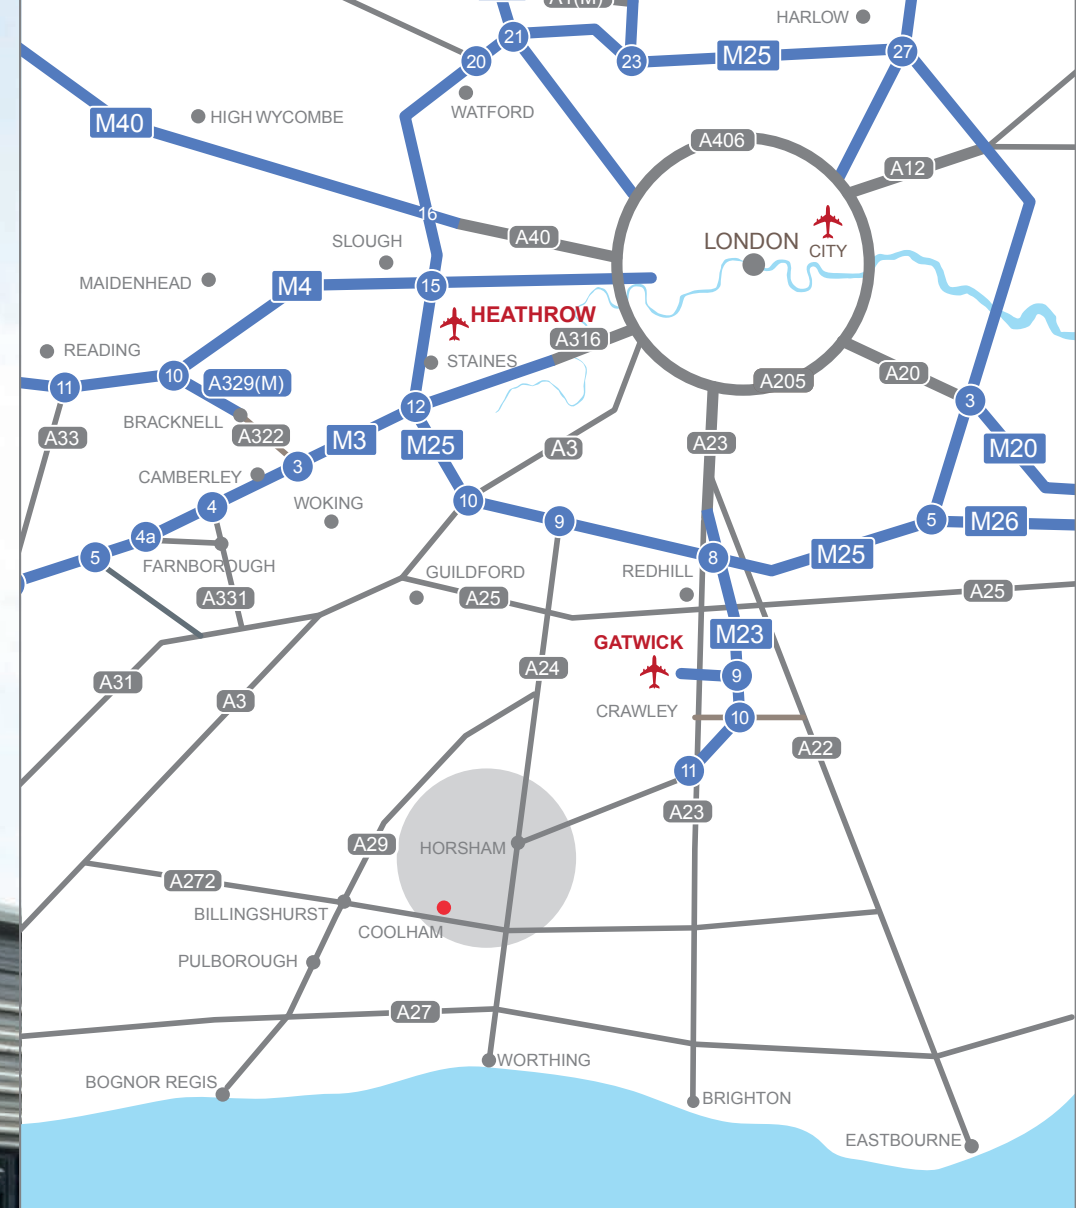 A1(M)
HARLOW
21
20
23
M25
27
WATFORD
M40
HIGH WYCOMBE
A406
A12
16
SLOUGH
A40
LONDON
CITY
MAIDENHEAD
M4
15
HEATHROW
A316
READING
STAINES
11
10
A329(M)
A205
A20
BRACKNELL
12
3
A33
A322
M3
M25
A3
A23
M20
CAMBERLEY
3
WOKING
10
4
9
5
M26
4a
5
FARNBOROUGH
GUILDFORD
REDHILL
8
M25
A331
A25
A25
GATWICK
M23
A31
A24
9
A3
CRAWLEY
10
A22
11
A23
A29
HORSHAM
A272
BILLINGSHURST
COOLHAM
PULBOROUGH
A27
WORTHING
BOGNOR REGIS
BRIGHTON
EASTBOURNE